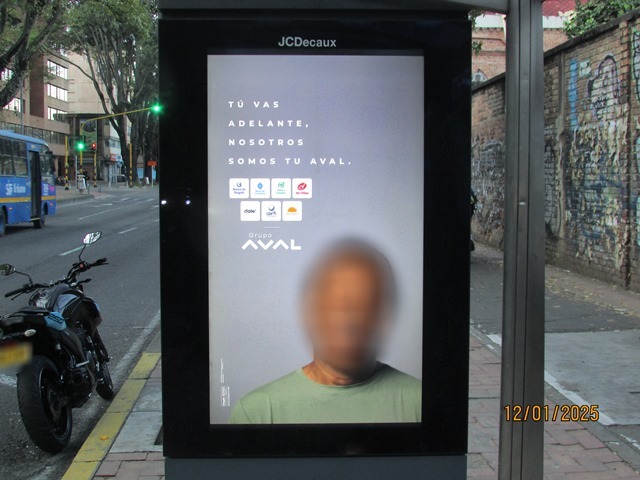 JCDecaux
TÚ VAS
ADELANTE,
NOSOTROS
SOMOS TU AVAL.
Grupo
AVAL
12/01/2025